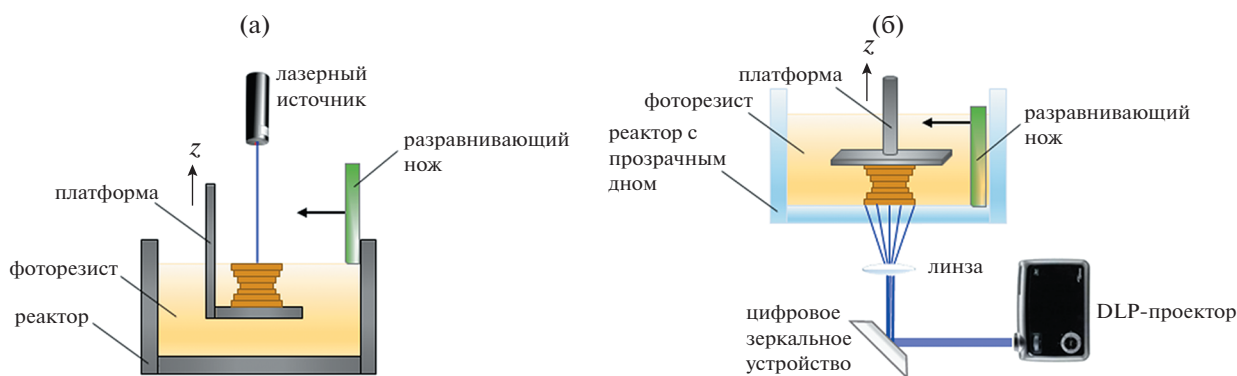 (а)
лазерный
источник
z
разравнивающий
нож
платформа
фоторезист
реактор
(б)
z
платформа
фоторезист
реактор с
прозрачным
дном
разравнивающий
нож
линза
цифровое
зеркальное
устройство
DLP-проектор